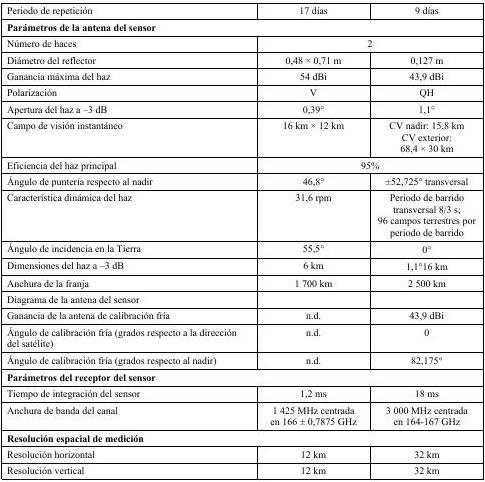 Periodo de repetición 17 días 9 días
Parámetros de la antena del sensor
Número de haces 2
Diámetro del reflector 0,48 × 0,71 m 0,127 m
Ganancia máxima del haz 54 dBi 43,9 dBi
Polarización V QH
Apertura del haz a –3 dB 0,39° 1,1°
Campo de visión instantáneo 16 km × 12 km CV nadir: 15,8 km
CV exterior:
68,4 × 30 km
Eficiencia del haz principal 95%
Ángulo de puntería respecto al nadir 46,8° ±52,725° transversal
Característica dinámica del haz 31,6 rpm Periodo de barrido
transversal 8/3 s;
96 campos terrestres por
periodo de barrido
Ángulo de incidencia en la Tierra 55,5° 0°
Dimensiones del haz a –3 dB 6 km 1,1°16 km
Anchura de la franja 1 700 km 2 500 km
Diagrama de la antena del sensor
Ganancia de la antena de calibración fría n.d. 43,9 dBi
Ángulo de calibración fría (grados respecto a la dirección n.d. 0
del satélite)
Ángulo de calibración fría (grados respecto al nadir) n.d. 82,175°
Parámetros del receptor del sensor
Tiempo de integración del sensor 1,2 ms 18 ms
Anchura de banda del canal 1 425 MHz centrada 3 000 MHz centrada
en 166 ± 0,7875 GHz en 164-167 GHz
Resolución espacial de medición
Resolución horizontal 12 km 32 km
Resolución vertical 12 km 32 km